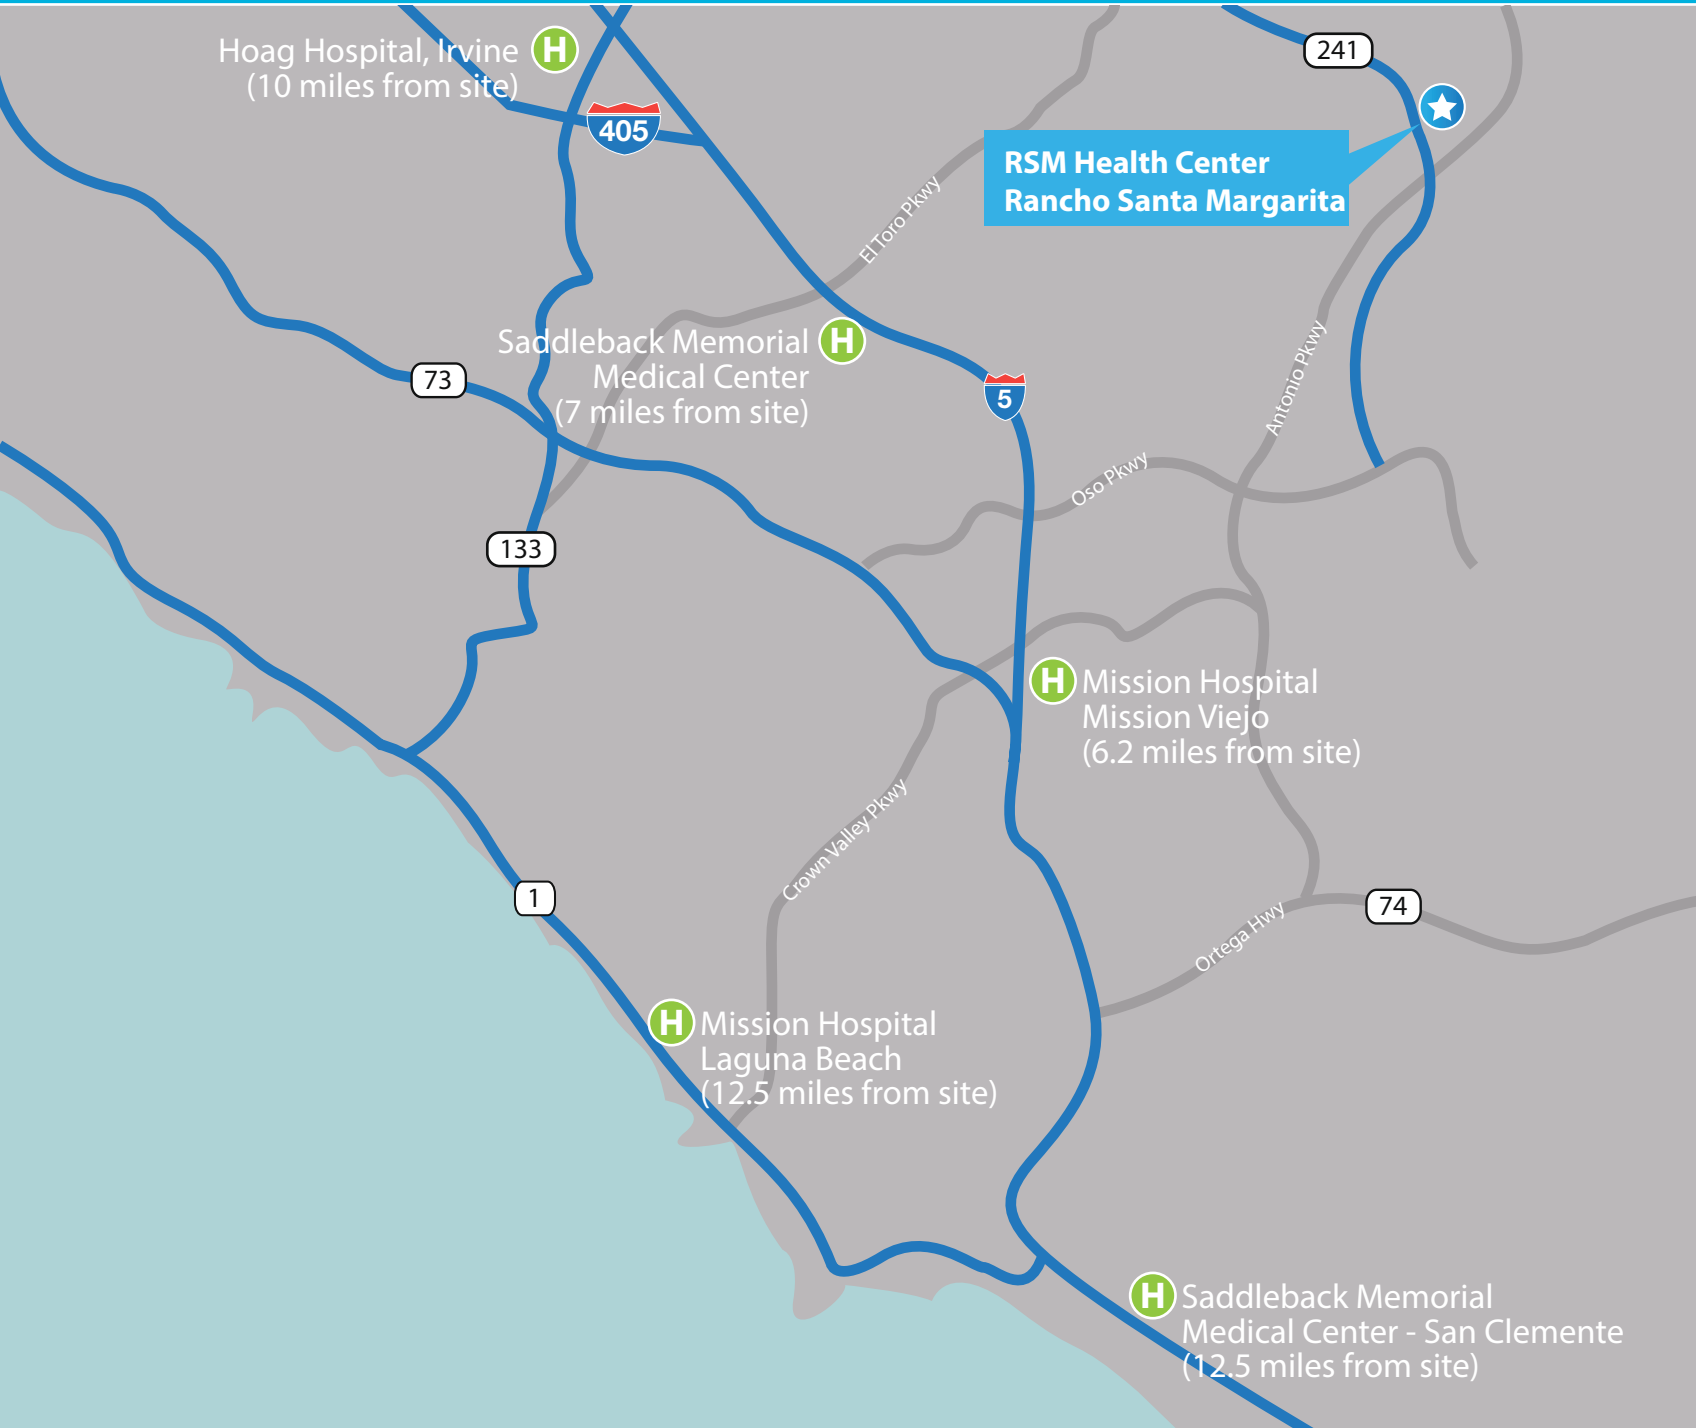 Hoag Hospital, Irvine
(10 miles from site)
H
405
241
RSM Health Center
Rancho Santa Margarita
El Toro Pkwy
Saddleback Memorial
Medical Center
(7 miles from site)
H
73
5
Antonio Pkwy
Oso Pkwy
133
H
Mission Hospital
Mission Viejo
(6.2 miles from site)
Crown Valley Pkwy
1
74
Ortega Hwy
H
Mission Hospital
Laguna Beach
(12.5 miles from site)
H
Saddleback Memorial
Medical Center - San Clemente
(12.5 miles from site)